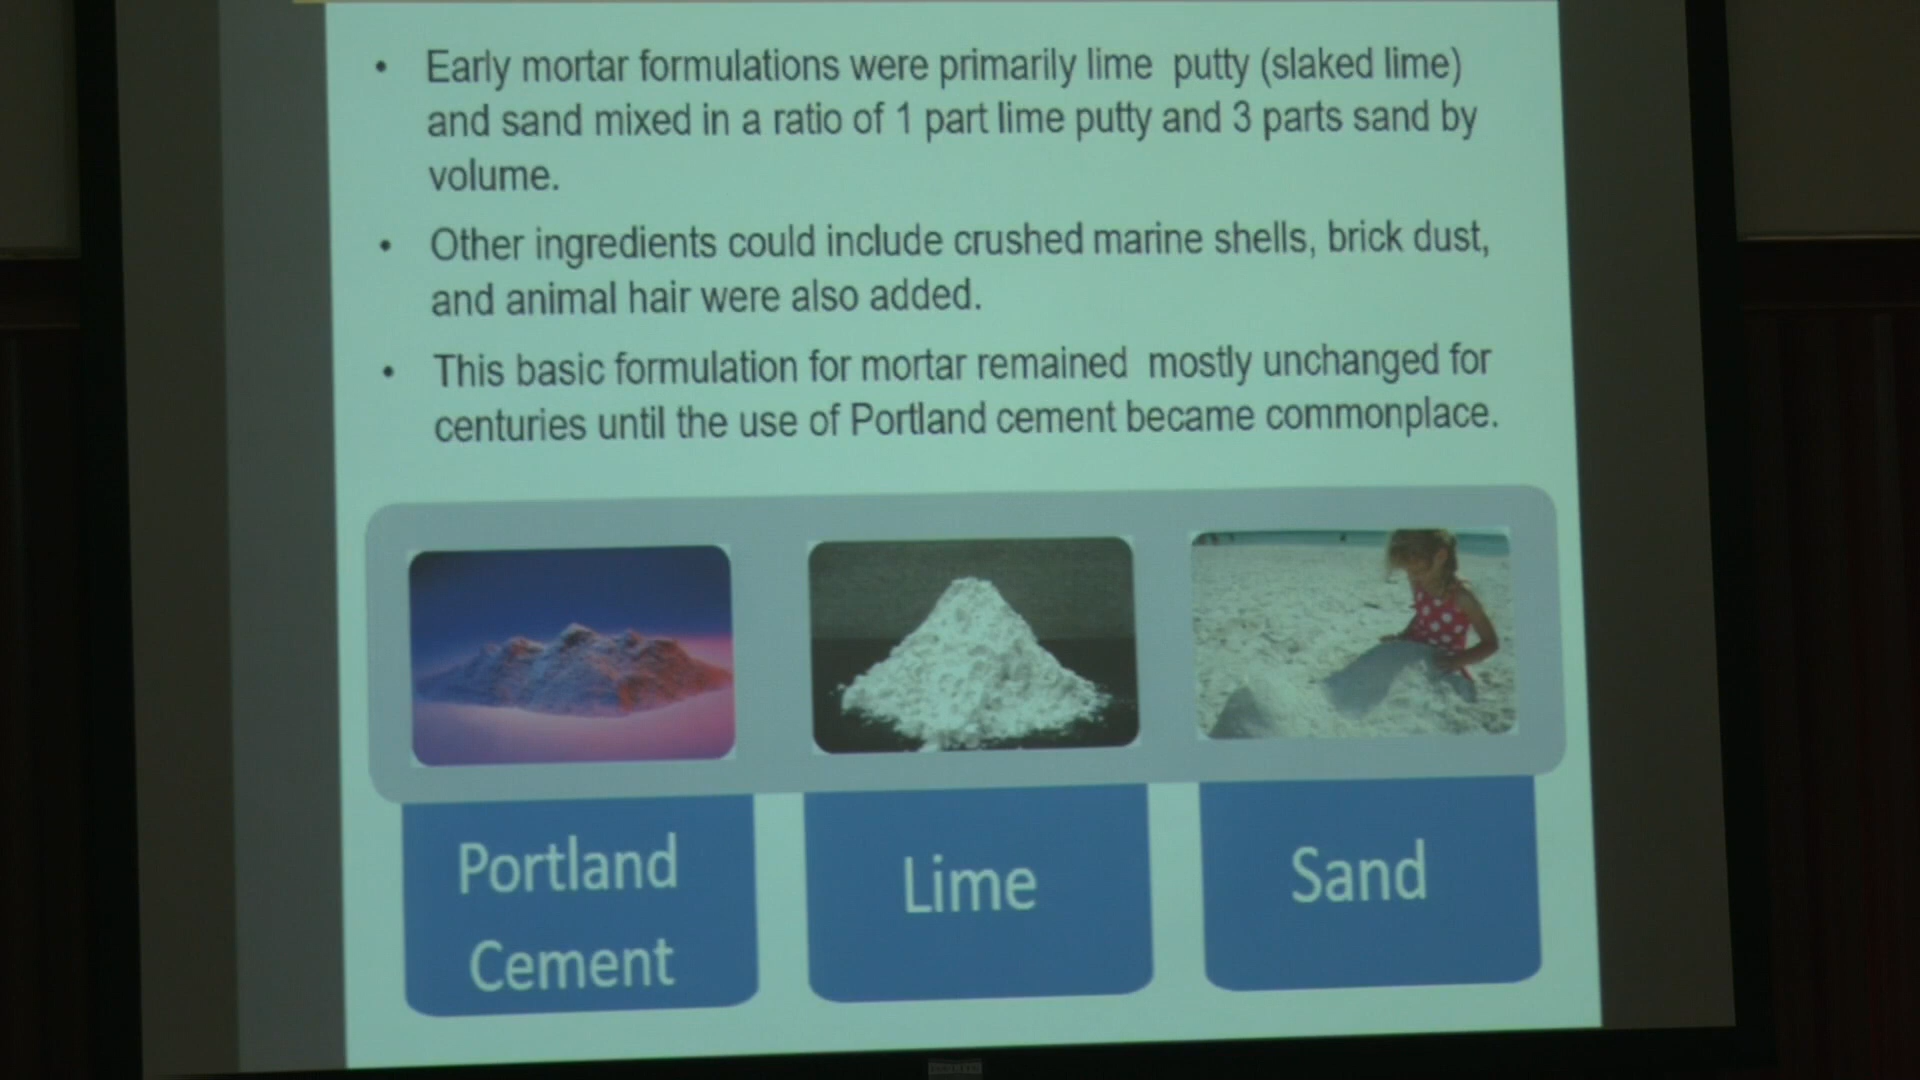 • Early mortar formulations were primarily lime putty (slaked lime)
and sand mixed in a ratio of 1 part lime putty and 3 parts sand by
volume.
• Other ingredients could include crushed marine shells, brick dust,
and animal hair were also added.
• This basic formulation for mortar remained mostly unchanged for
centuries until the use of Portland cement became commonplace.
Portland
Cement
Lime
Sand